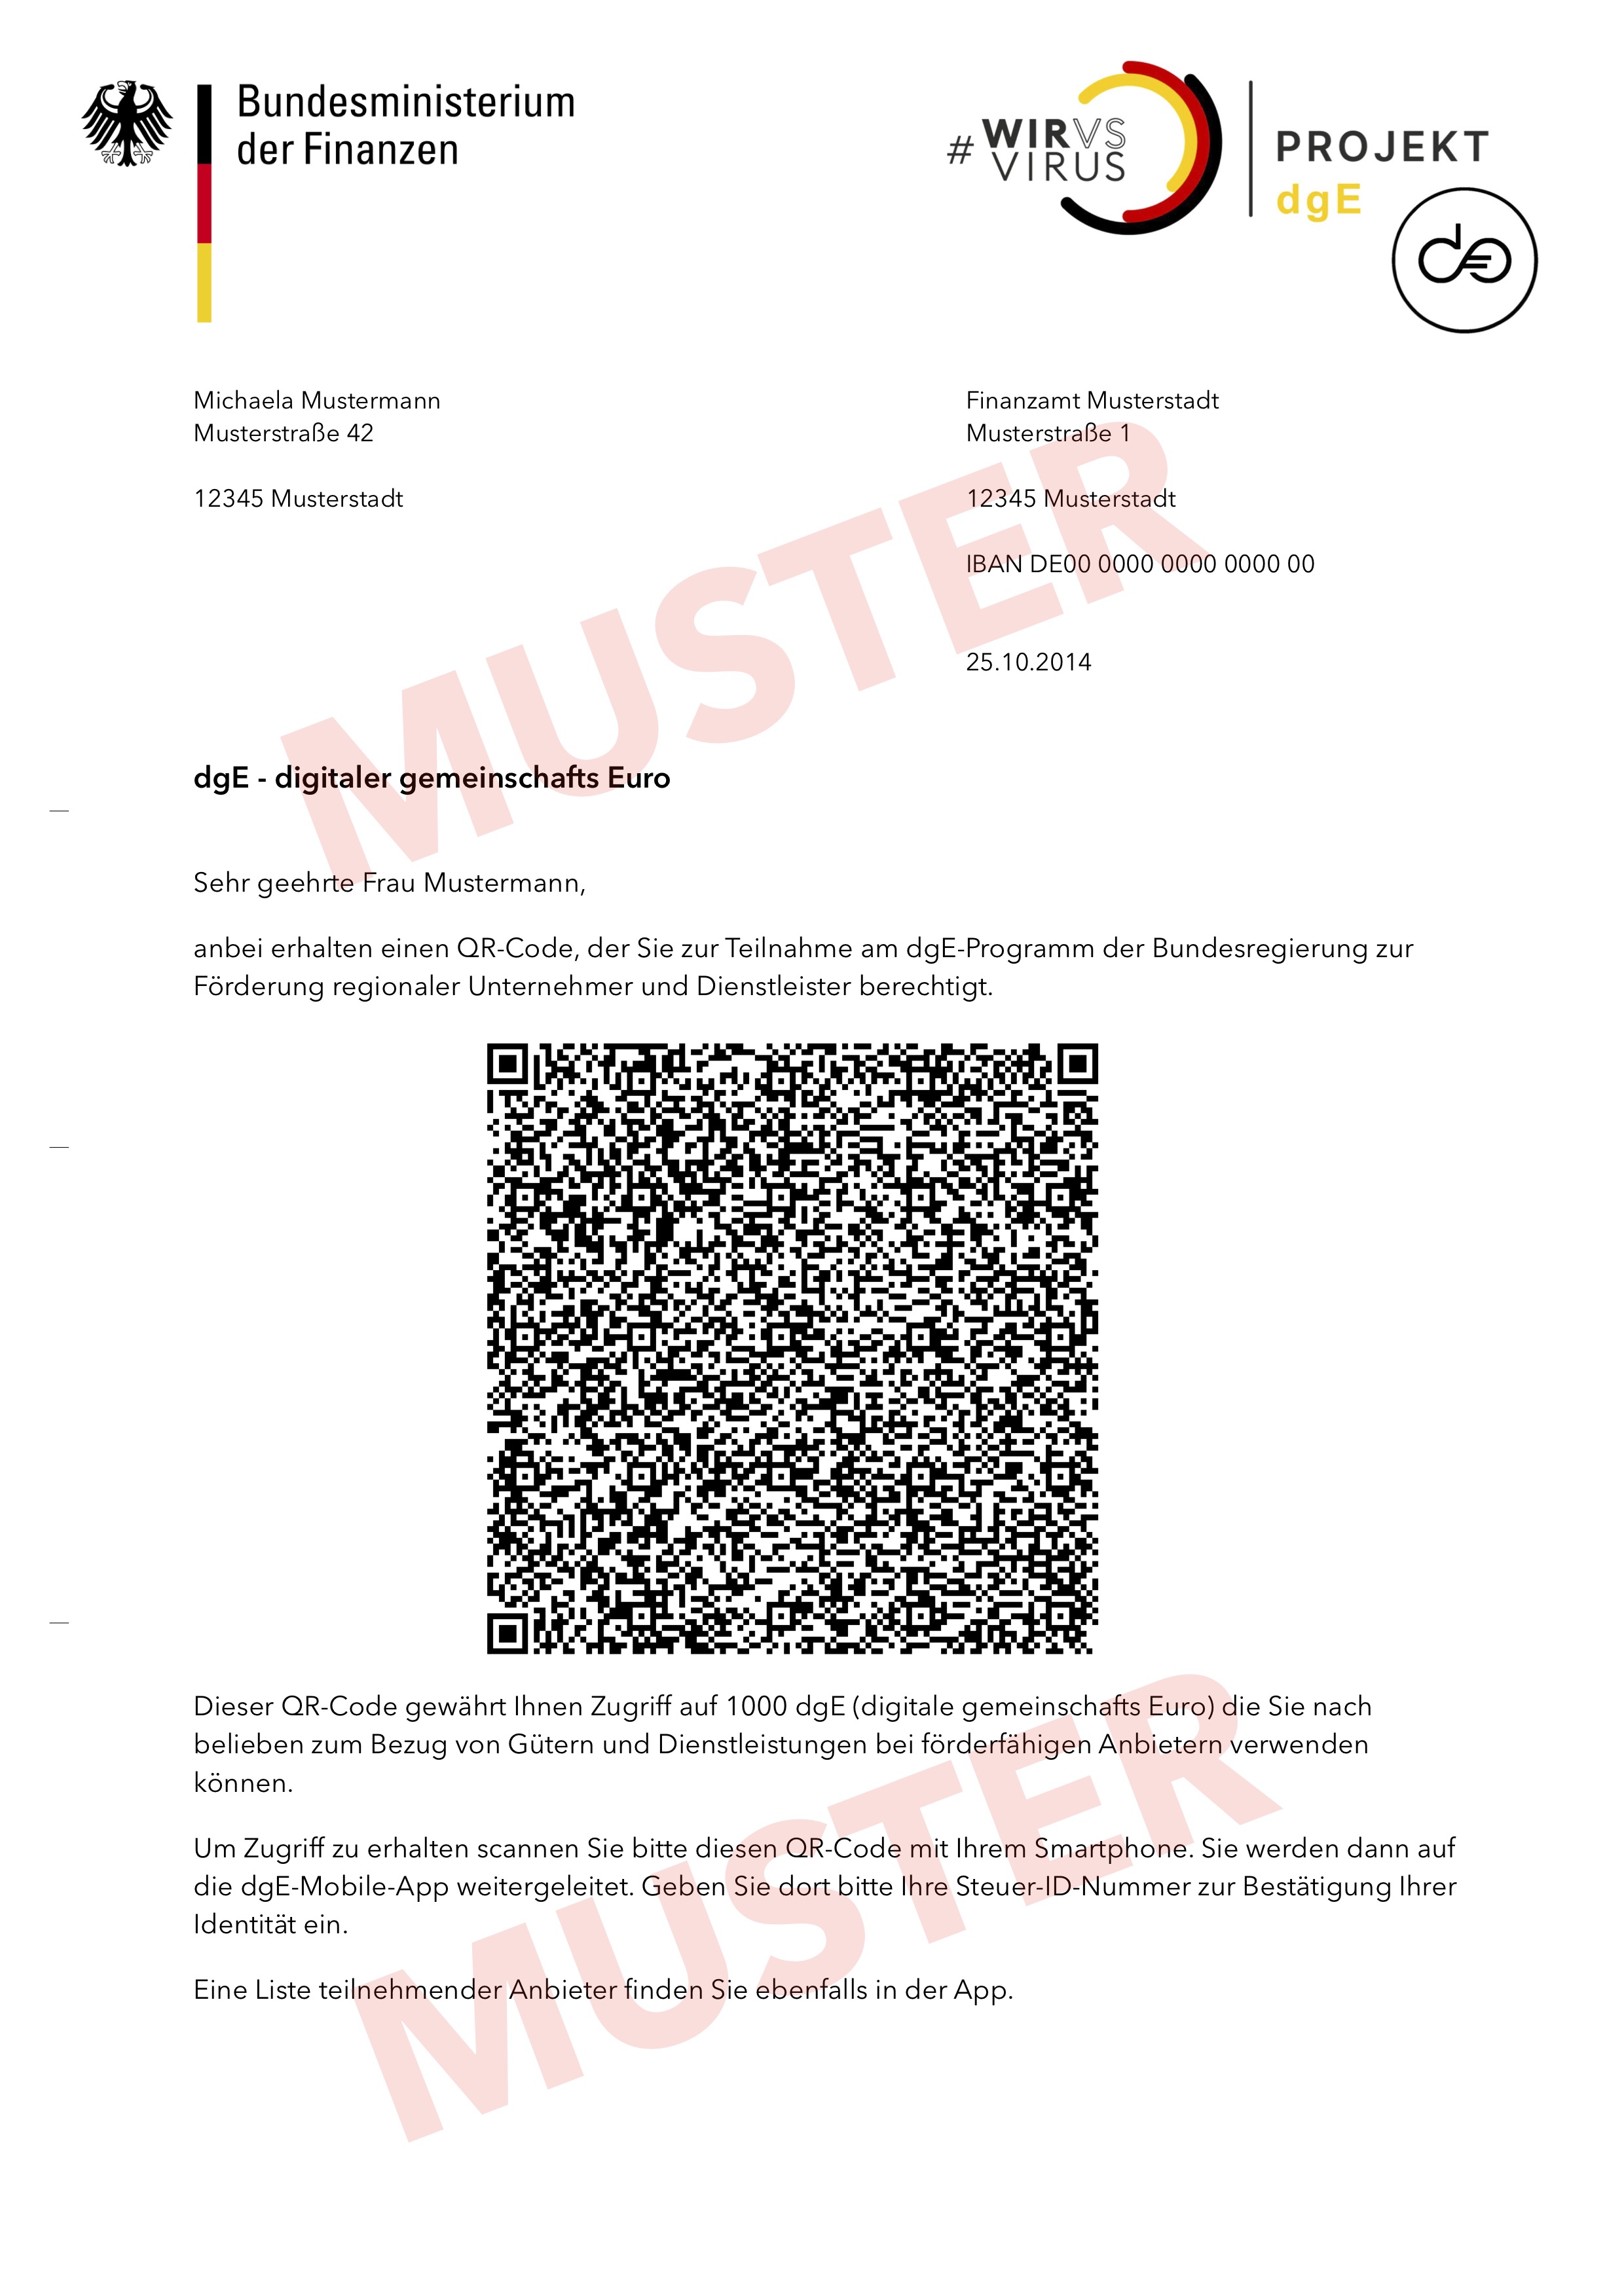 Bundesministerium
der Finanzen
# WIRVS
VIRUS
PROJEKT
dgE
Michaela Mustermann
Musterstraße 42
12345 Musterstadt
Finanzamt Musterstadt
Musterstraße 1
12345 Musterstadt
IBAN DE00 0000 0000 0000 00
25.10.2014
MUSTER
dgE - digitaler gemeinschafts Euro
Sehr geehrte Frau Mustermann,
anbei erhalten einen QR-Code, der Sie zur Teilnahme am dgE-Programm der Bundesregierung zur
Förderung regionaler Unternehmer und Dienstleister berechtigt.
Dieser QR-Code gewährt Ihnen Zugriff auf 1000 dgE (digitale gemeinschafts Euro) die Sie nach
belieben zum Bezug von Gütern und Dienstleistungen bei förderfähigen Anbietern verwenden
können.
Um Zugriff zu erhalten scannen Sie bitte diesen QR-Code mit Ihrem Smartphone. Sie werden dann auf
die dgE-Mobile-App weitergeleitet. Geben Sie dort bitte Ihre Steuer-ID-Nummer zur Bestätigung Ihrer
Identität ein.
MUSTER
Eine Liste teilnehmender Anbieter finden Sie ebenfalls in der App.